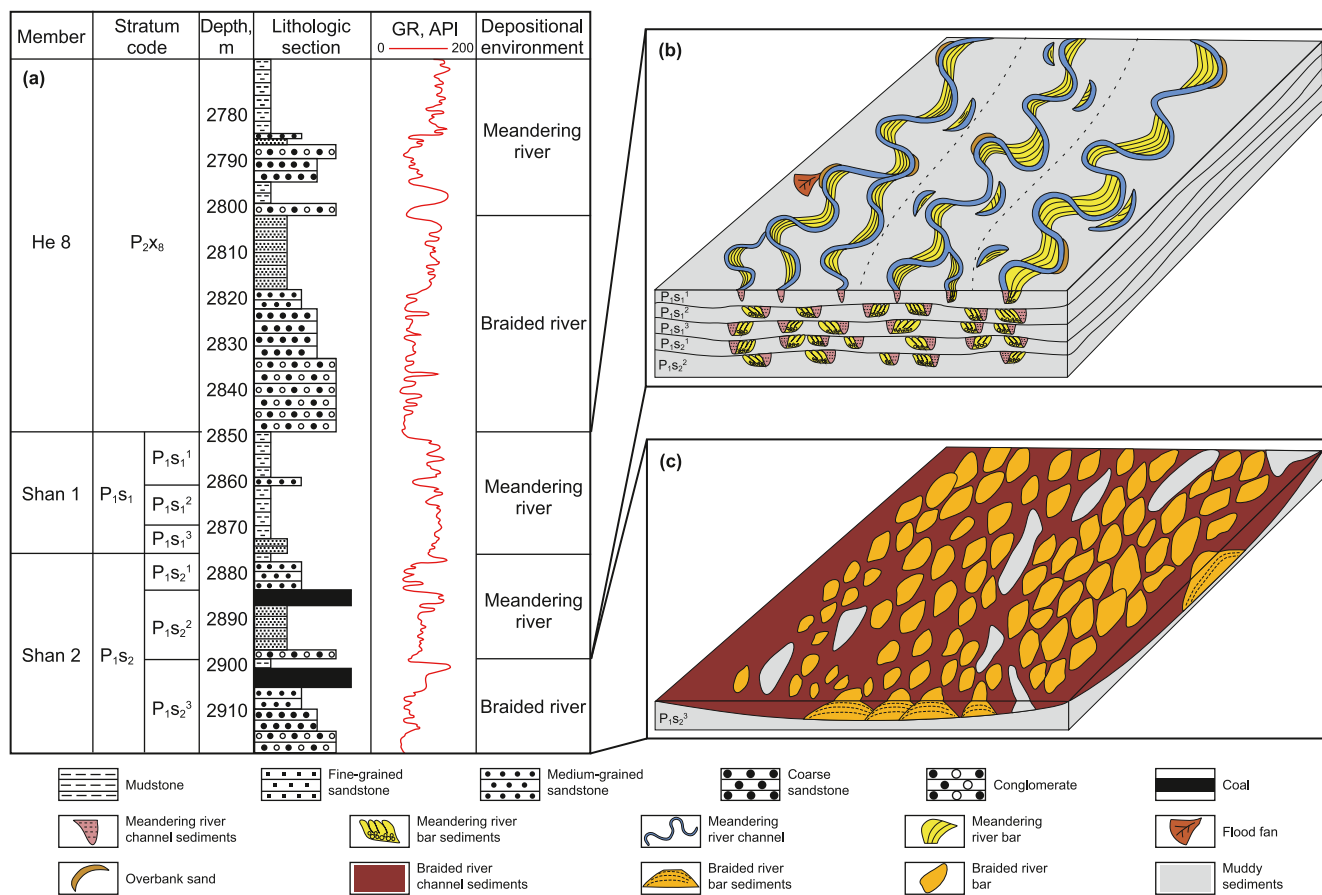 Member
Stratum
code
Depth,
m
Lithologic
section
GR, API
0 200
Depositional
environment
(a)
He 8
P₂x₈
2780
2790
2800
2810
2820
2830
2840
2850
2860
2870
2880
2890
2900
2910
Meandering
river
Braided river
Shan 1
P₁s₁
P₁s₁¹
P₁s₁²
P₁s₁³
Meandering
river
Shan 2
P₁s₂
P₁s₂¹
P₁s₂²
P₁s₂³
Meandering
river
Braided river
(b)
P₁s₁¹
P₁s₁²
P₁s₁³
P₁s₂¹
P₁s₂²
(c)
P₁s₂³
Mudstone
Fine-grained
sandstone
Medium-grained
sandstone
Coarse
sandstone
Conglomerate
Coal
Meandering river
channel sediments
Meandering river
bar sediments
Meandering
river channel
Meandering
river bar
Flood fan
Overbank sand
Braided river
channel sediments
Braided river
bar sediments
Braided river
bar
Muddy
sediments